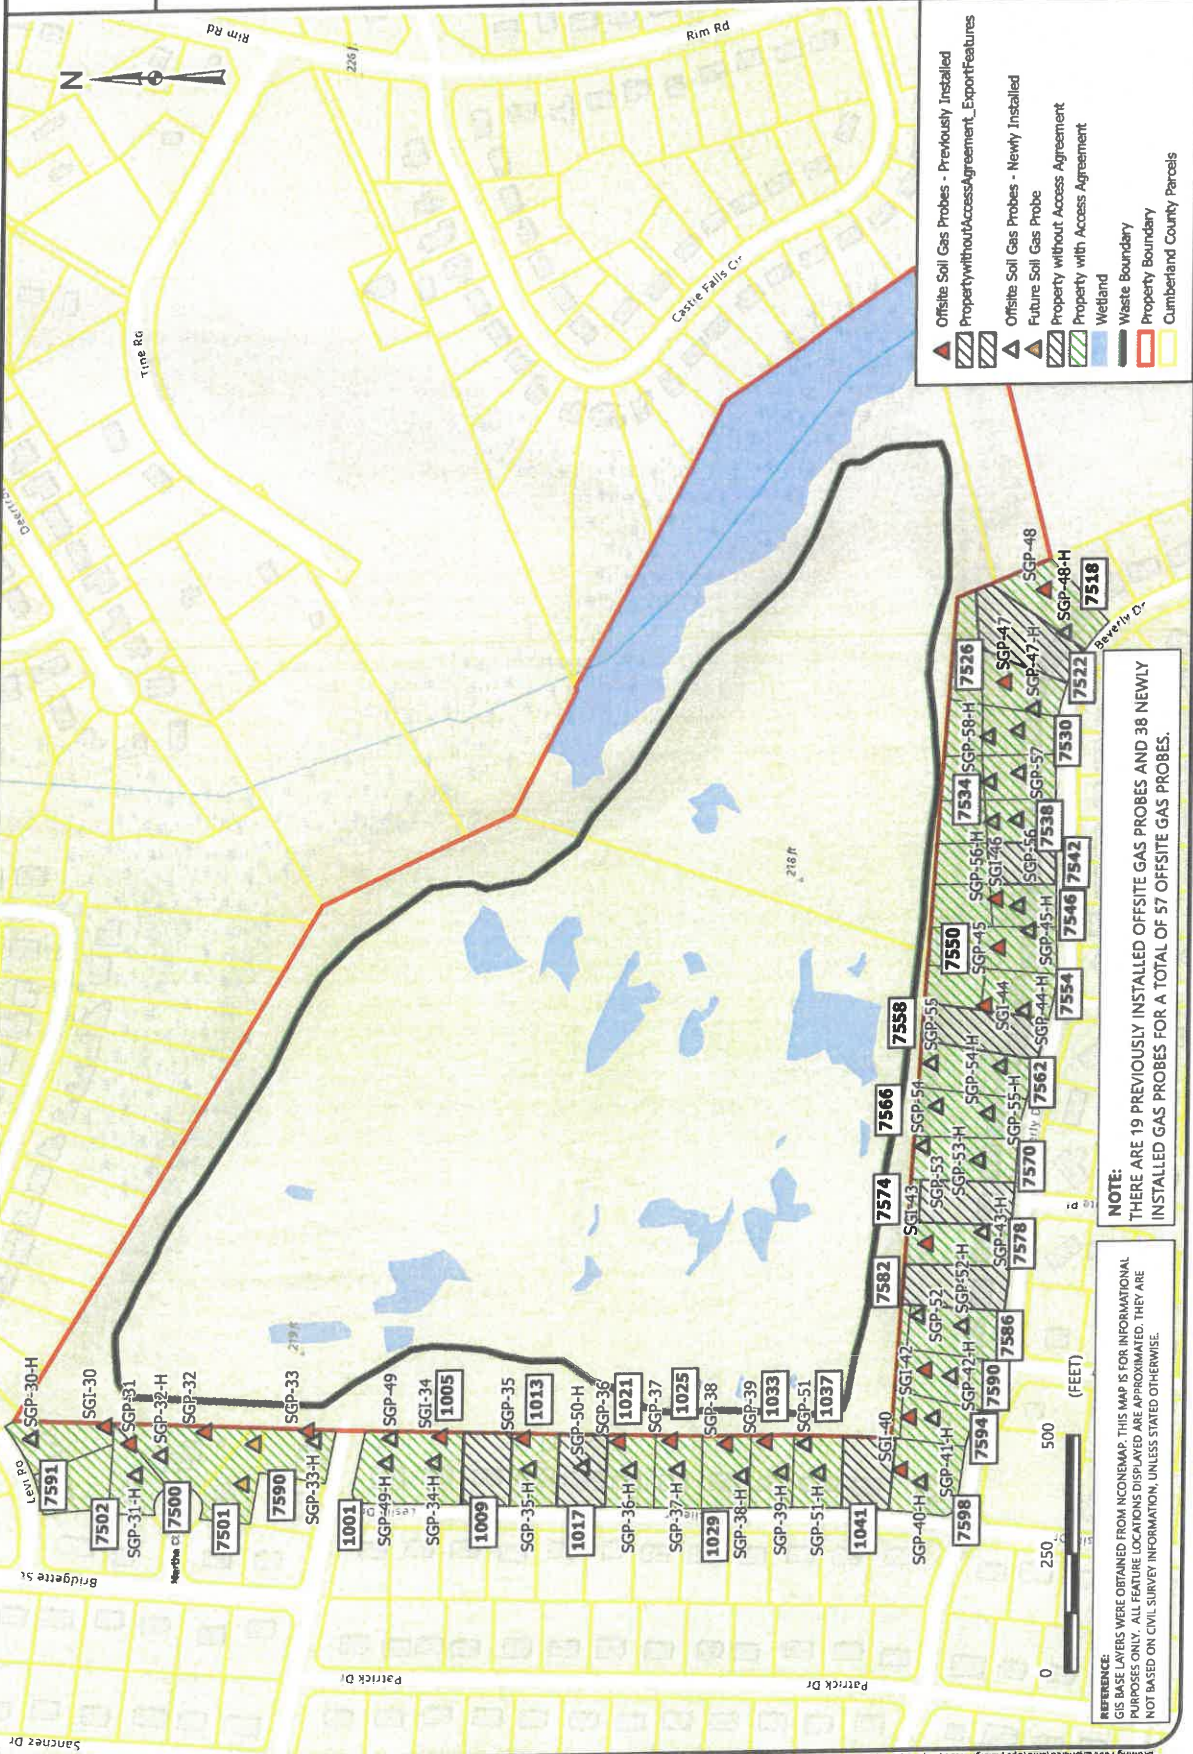 N
Rim Rd
Rim Rd
226 ft
Tine Rd
Castle Falls Cir
Levi Rd
Bridgette St
Martha Ct
Patrick Dr
Patrick Dr
Beverly Dr
219 ft
218 ft
SGP-30-H
7591
SGI-30
7502
SGP-31
SGP-31-H
SGP-32-H
7500
SGP-32
7501
7590
SGP-33
SGP-33-H
1001
SGP-49
SGP-49-H
SGI-34
SGP-34-H
1005
1009
SGP-35
SGP-35-H
1013
1017
SGP-50-H
SGP-36
SGP-36-H
1021
SGP-37
SGP-37-H
1025
1029
SGP-38
SGP-38-H
SGP-39
SGP-39-H
1033
SGP-51
SGP-51-H
1037
1041
SGI-40
SGP-40-H
7598
SGP-41-H
7594
SGI-42
SGP-42-H
7590
7586
SGP-52
SGP-52-H
7582
7578
SGP-43-H
SGI-43
7574
SGP-53
SGP-53-H
7570
SGP-54
7566
SGP-54-H
SGP-55
SGP-55-H
7562
7558
SGI-44
SGP-44-H
7554
7550
SGP-45
SGP-45-H
7546
SGI-46
SGP-56-H
SGP-56
7542
7538
7534
SGP-57
SGP-58-H
7530
7526
SGP-47
SGP-47-H
7522
SGP-48
SGP-48-H
7518
Offsite Soil Gas Probes - Previously Installed
PropertywithoutAccessAgreement_ExportFeatures
Offsite Soil Gas Probes - Newly Installed
Future Soil Gas Probe
Property without Access Agreement
Property with Access Agreement
Wetland
Waste Boundary
Property Boundary
Cumberland County Parcels
0 250 500
(FEET)
REFERENCE:
GIS BASE LAYERS WERE OBTAINED FROM NCONEMAP. THIS MAP IS FOR INFORMATIONAL
PURPOSES ONLY. ALL FEATURE LOCATIONS DISPLAYED ARE APPROXIMATED. THEY ARE
NOT BASED ON CIVIL SURVEY INFORMATION, UNLESS STATED OTHERWISE.
NOTE:
THERE ARE 19 PREVIOUSLY INSTALLED OFFSITE GAS PROBES AND 38 NEWLY
INSTALLED GAS PROBES FOR A TOTAL OF 57 OFFSITE GAS PROBES.